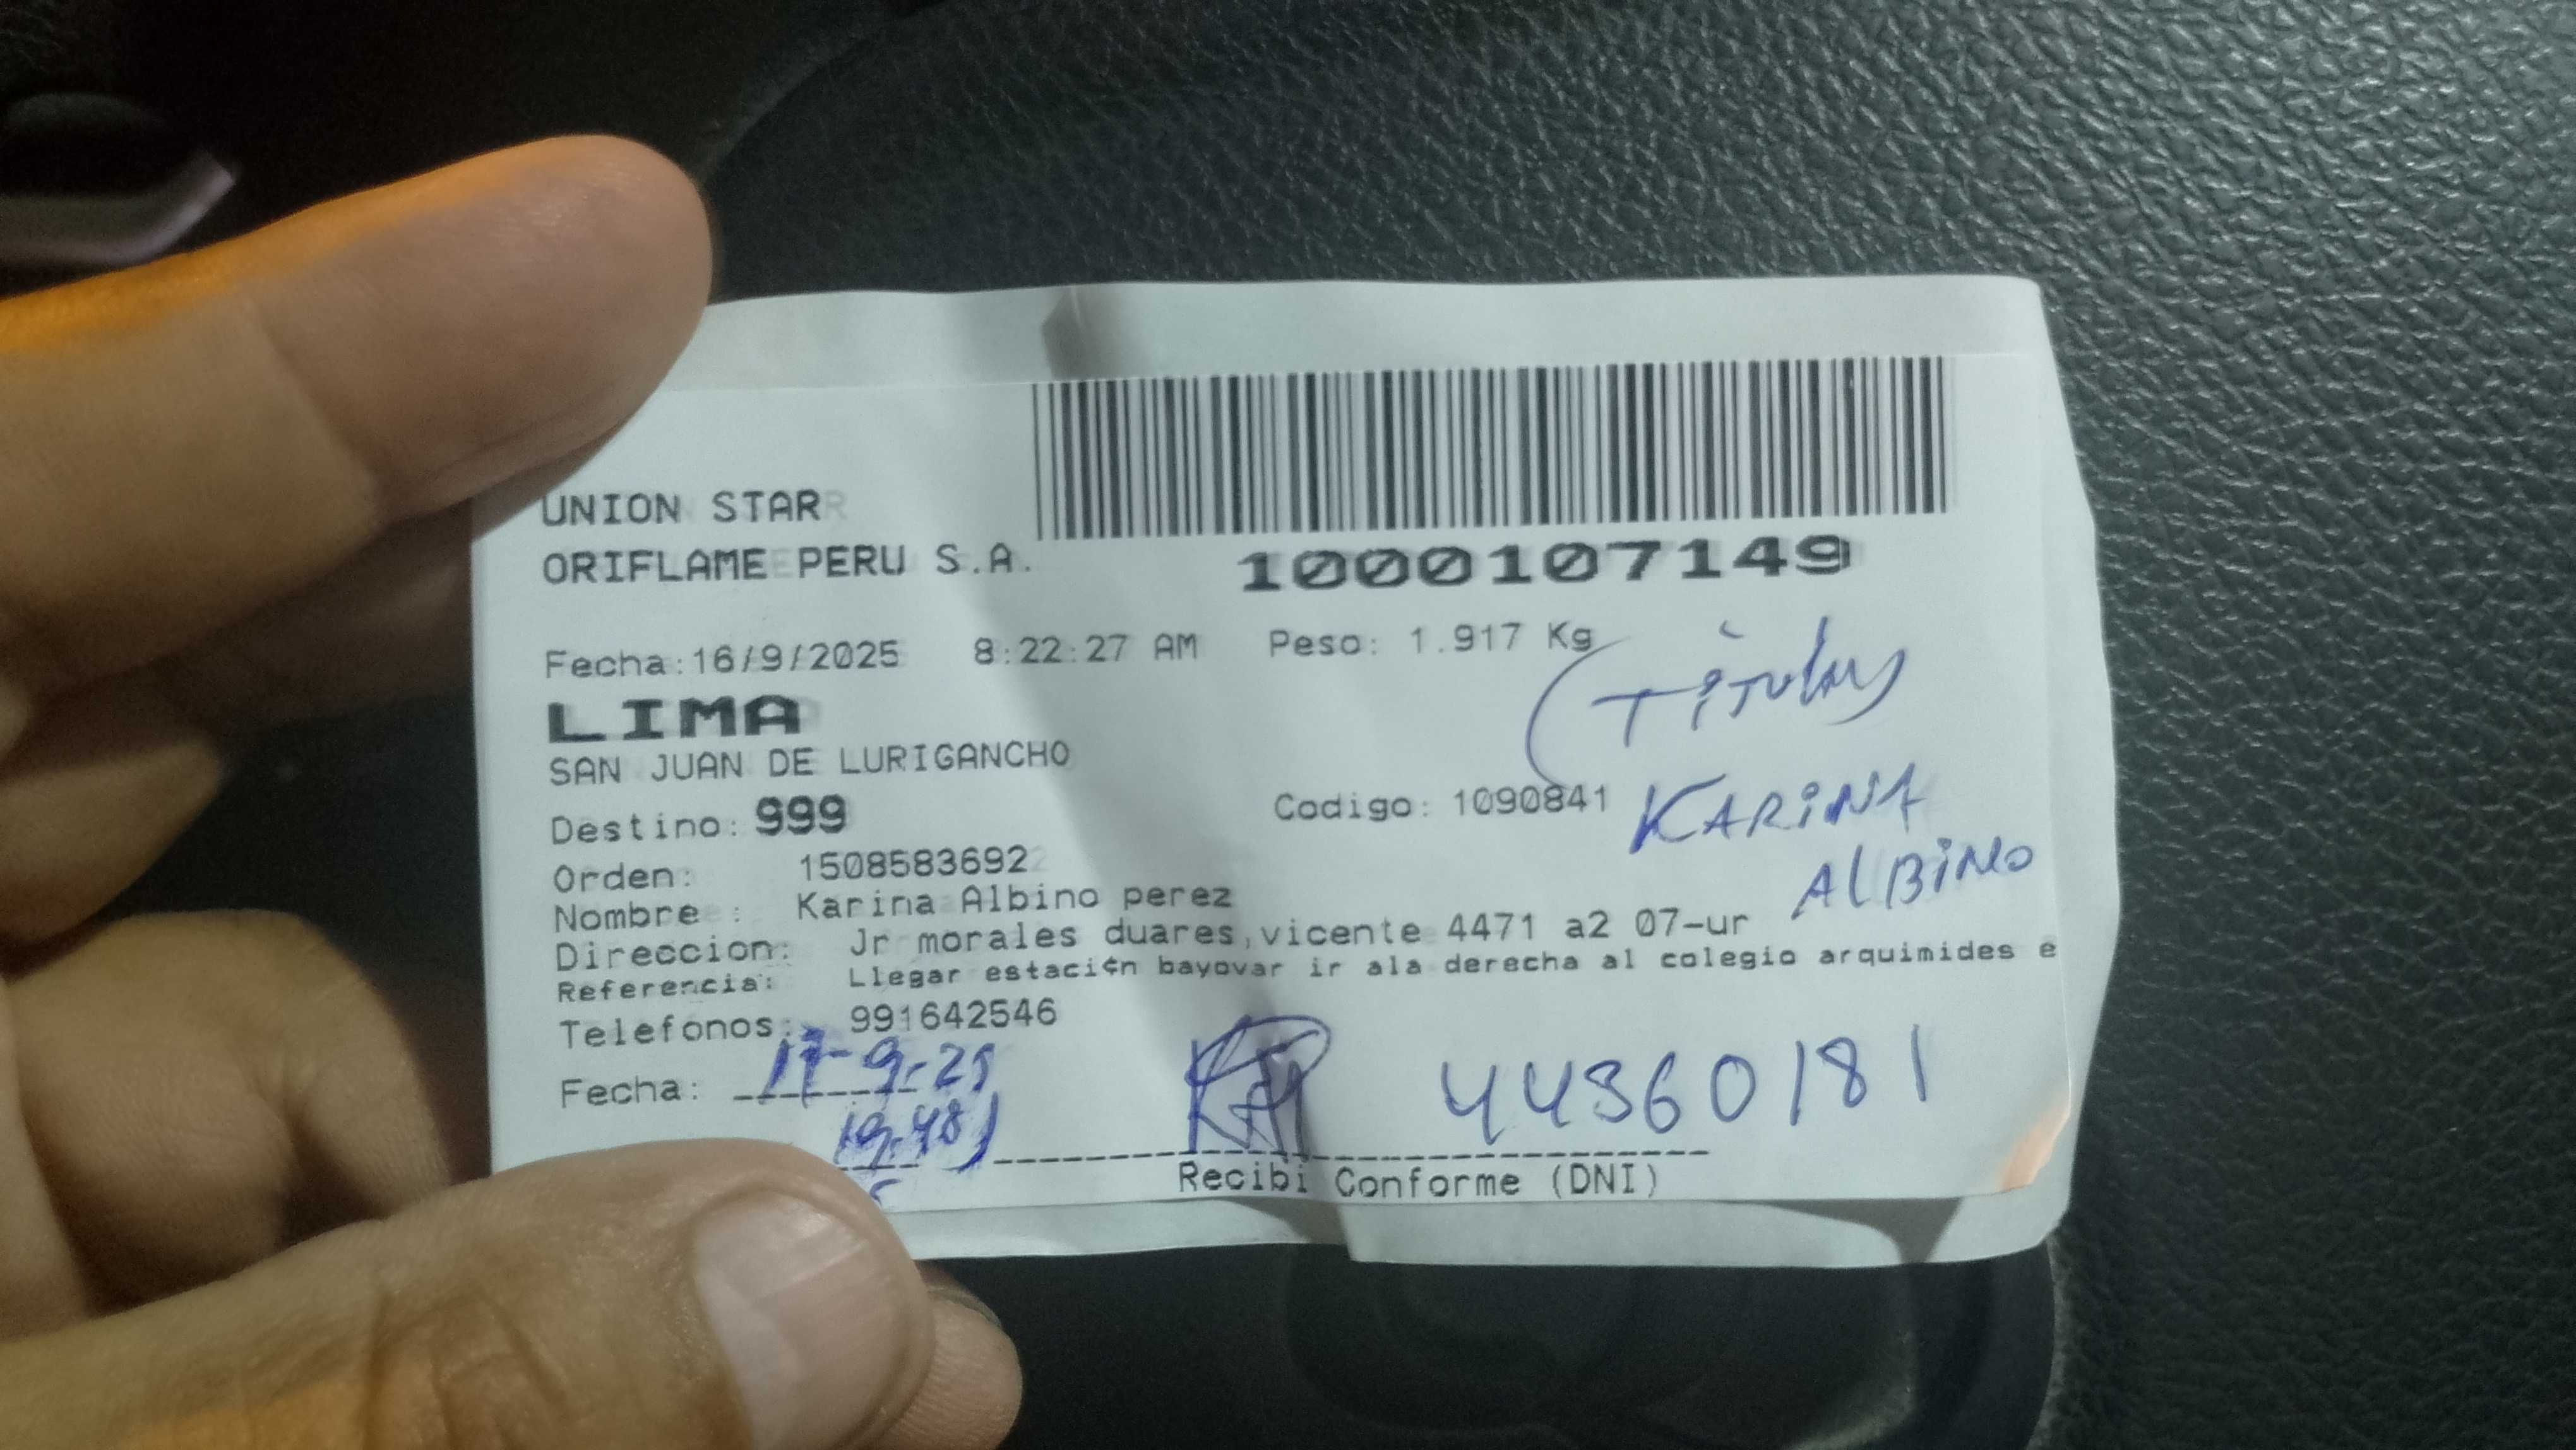 UNION STAR
ORIFLAME PERU S.A.
1000107149
Fecha:16/9/2025 8:22:27 AM Peso: 1.917 Kg
(Titular)
LIMA
SAN JUAN DE LURIGANCHO
Destino: 999 Codigo: 1090841
KARINA
ALBINO
Orden: 1508583692
Nombre : Karina Albino perez
Direccion: Jr morales duares,vicente 4471 a2 07-ur
Referencia: Llegar estaci¢n bayovar ir ala derecha al colegio arquimides e
Telefonos: 991642546
Fecha: 17-9-25
19:48)
44360181
Recibi Conforme (DNI)